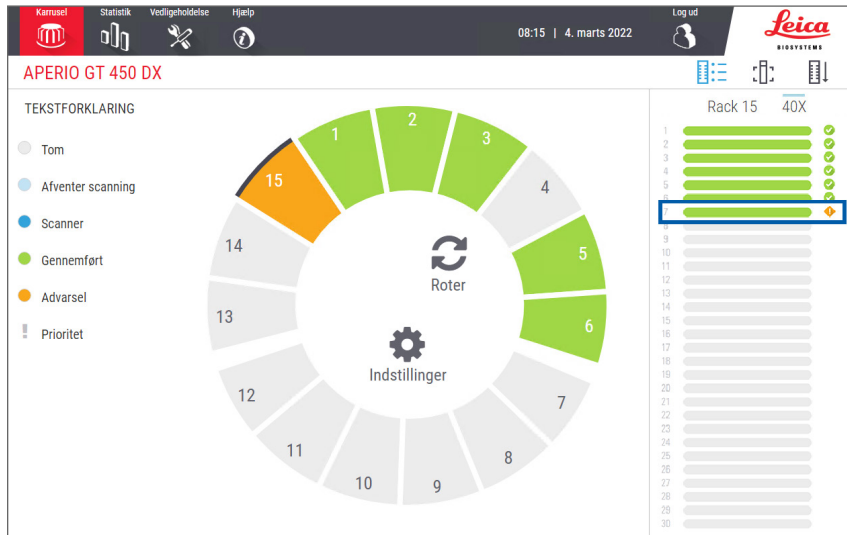 Karrusel Statistik Vedligeholdelse Hjælp
08:15 | 4. marts 2022
Log ud
Leica
BIOSYSTEMS
APERIO GT 450 DX
TEKSTFORKLARING
Tom
Afventer scanning
Scanner
Gennemført
Advarsel
Prioritet
1
2
3
4
5
6
7
8
9
10
11
12
13
14
15
Roter
Indstillinger
Rack 15 40X
1
2
3
4
5
6
7
8
9
10
11
12
13
14
15
16
17
18
19
20
21
22
23
24
25
26
27
28
29
30